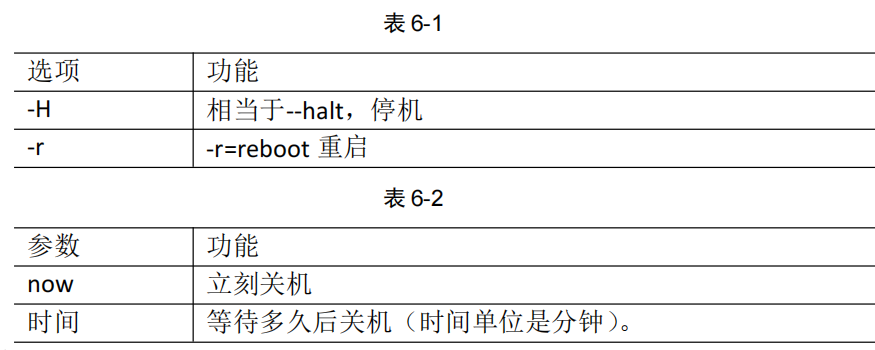 表 6-1
选项 功能
-H 相当于--halt，停机
-r -r=reboot 重启
表 6-2
参数 功能
now 立刻关机
时间 等待多久后关机（时间单位是分钟）。